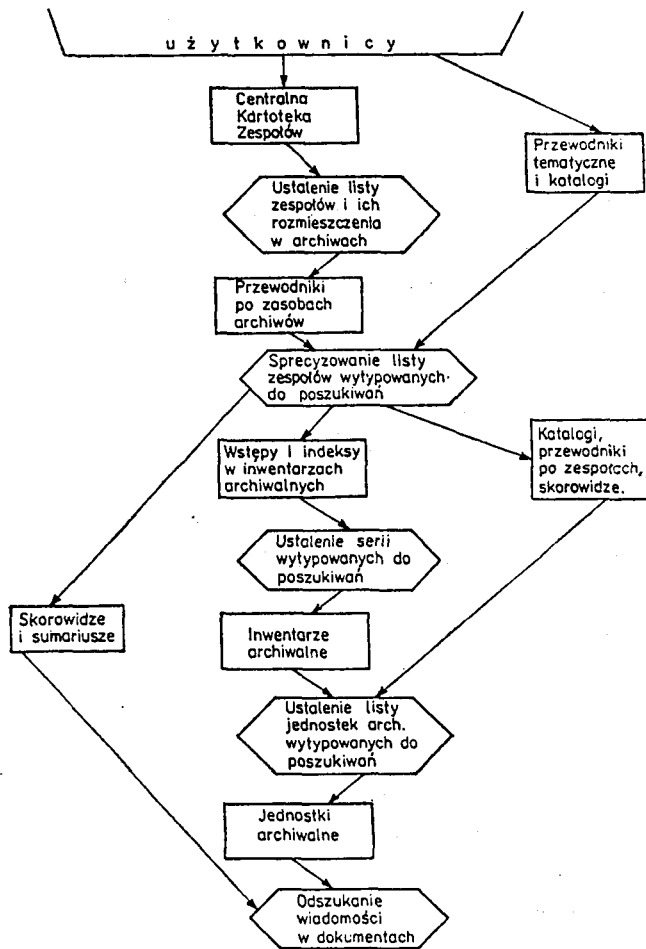 użytkownicy
Centralna
Kartoteka
Zespołów
Przewodniki
tematyczne
i katalogi
Ustalenie listy
zespołów i ich
rozmieszczenia
w archiwach
Przewodniki
po zasobach
archiwów
Sprecyzowanie listy
zespołów wytypowanych
do poszukiwań
Wstępy i indeksy
w inwentarzach
archiwalnych
Katalogi,
przewodniki
po zespołach,
skorowidze.
Ustalenie serii
wytypowanych do
poszukiwań
Skorowidze
i sumariusze
Inwentarze
archiwalne
Ustalenie listy
jednostek arch.
wytypowanych do
poszukiwań
Jednostki
archiwalne
Odszukanie
wiadomości
w dokumentach